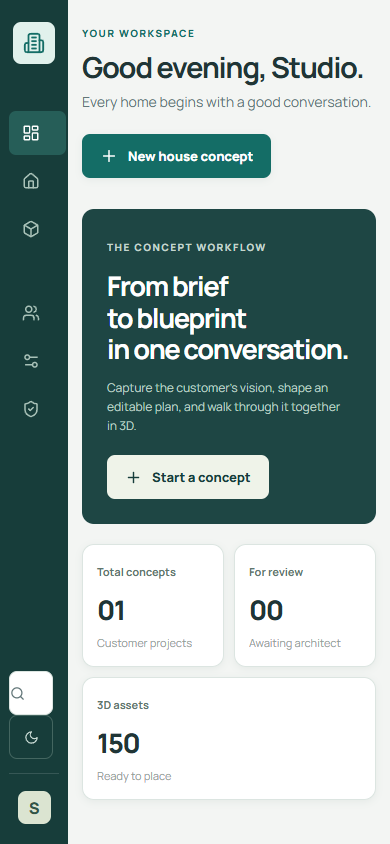 YOUR WORKSPACE
Good evening, Studio.
Every home begins with a good conversation.
New house concept
THE CONCEPT WORKFLOW
From brief
to blueprint
in one conversation.
Capture the customer's vision, shape an
editable plan, and walk through it together
in 3D.
Start a concept
Total concepts
01
Customer projects
For review
00
Awaiting architect
3D assets
150
Ready to place
S